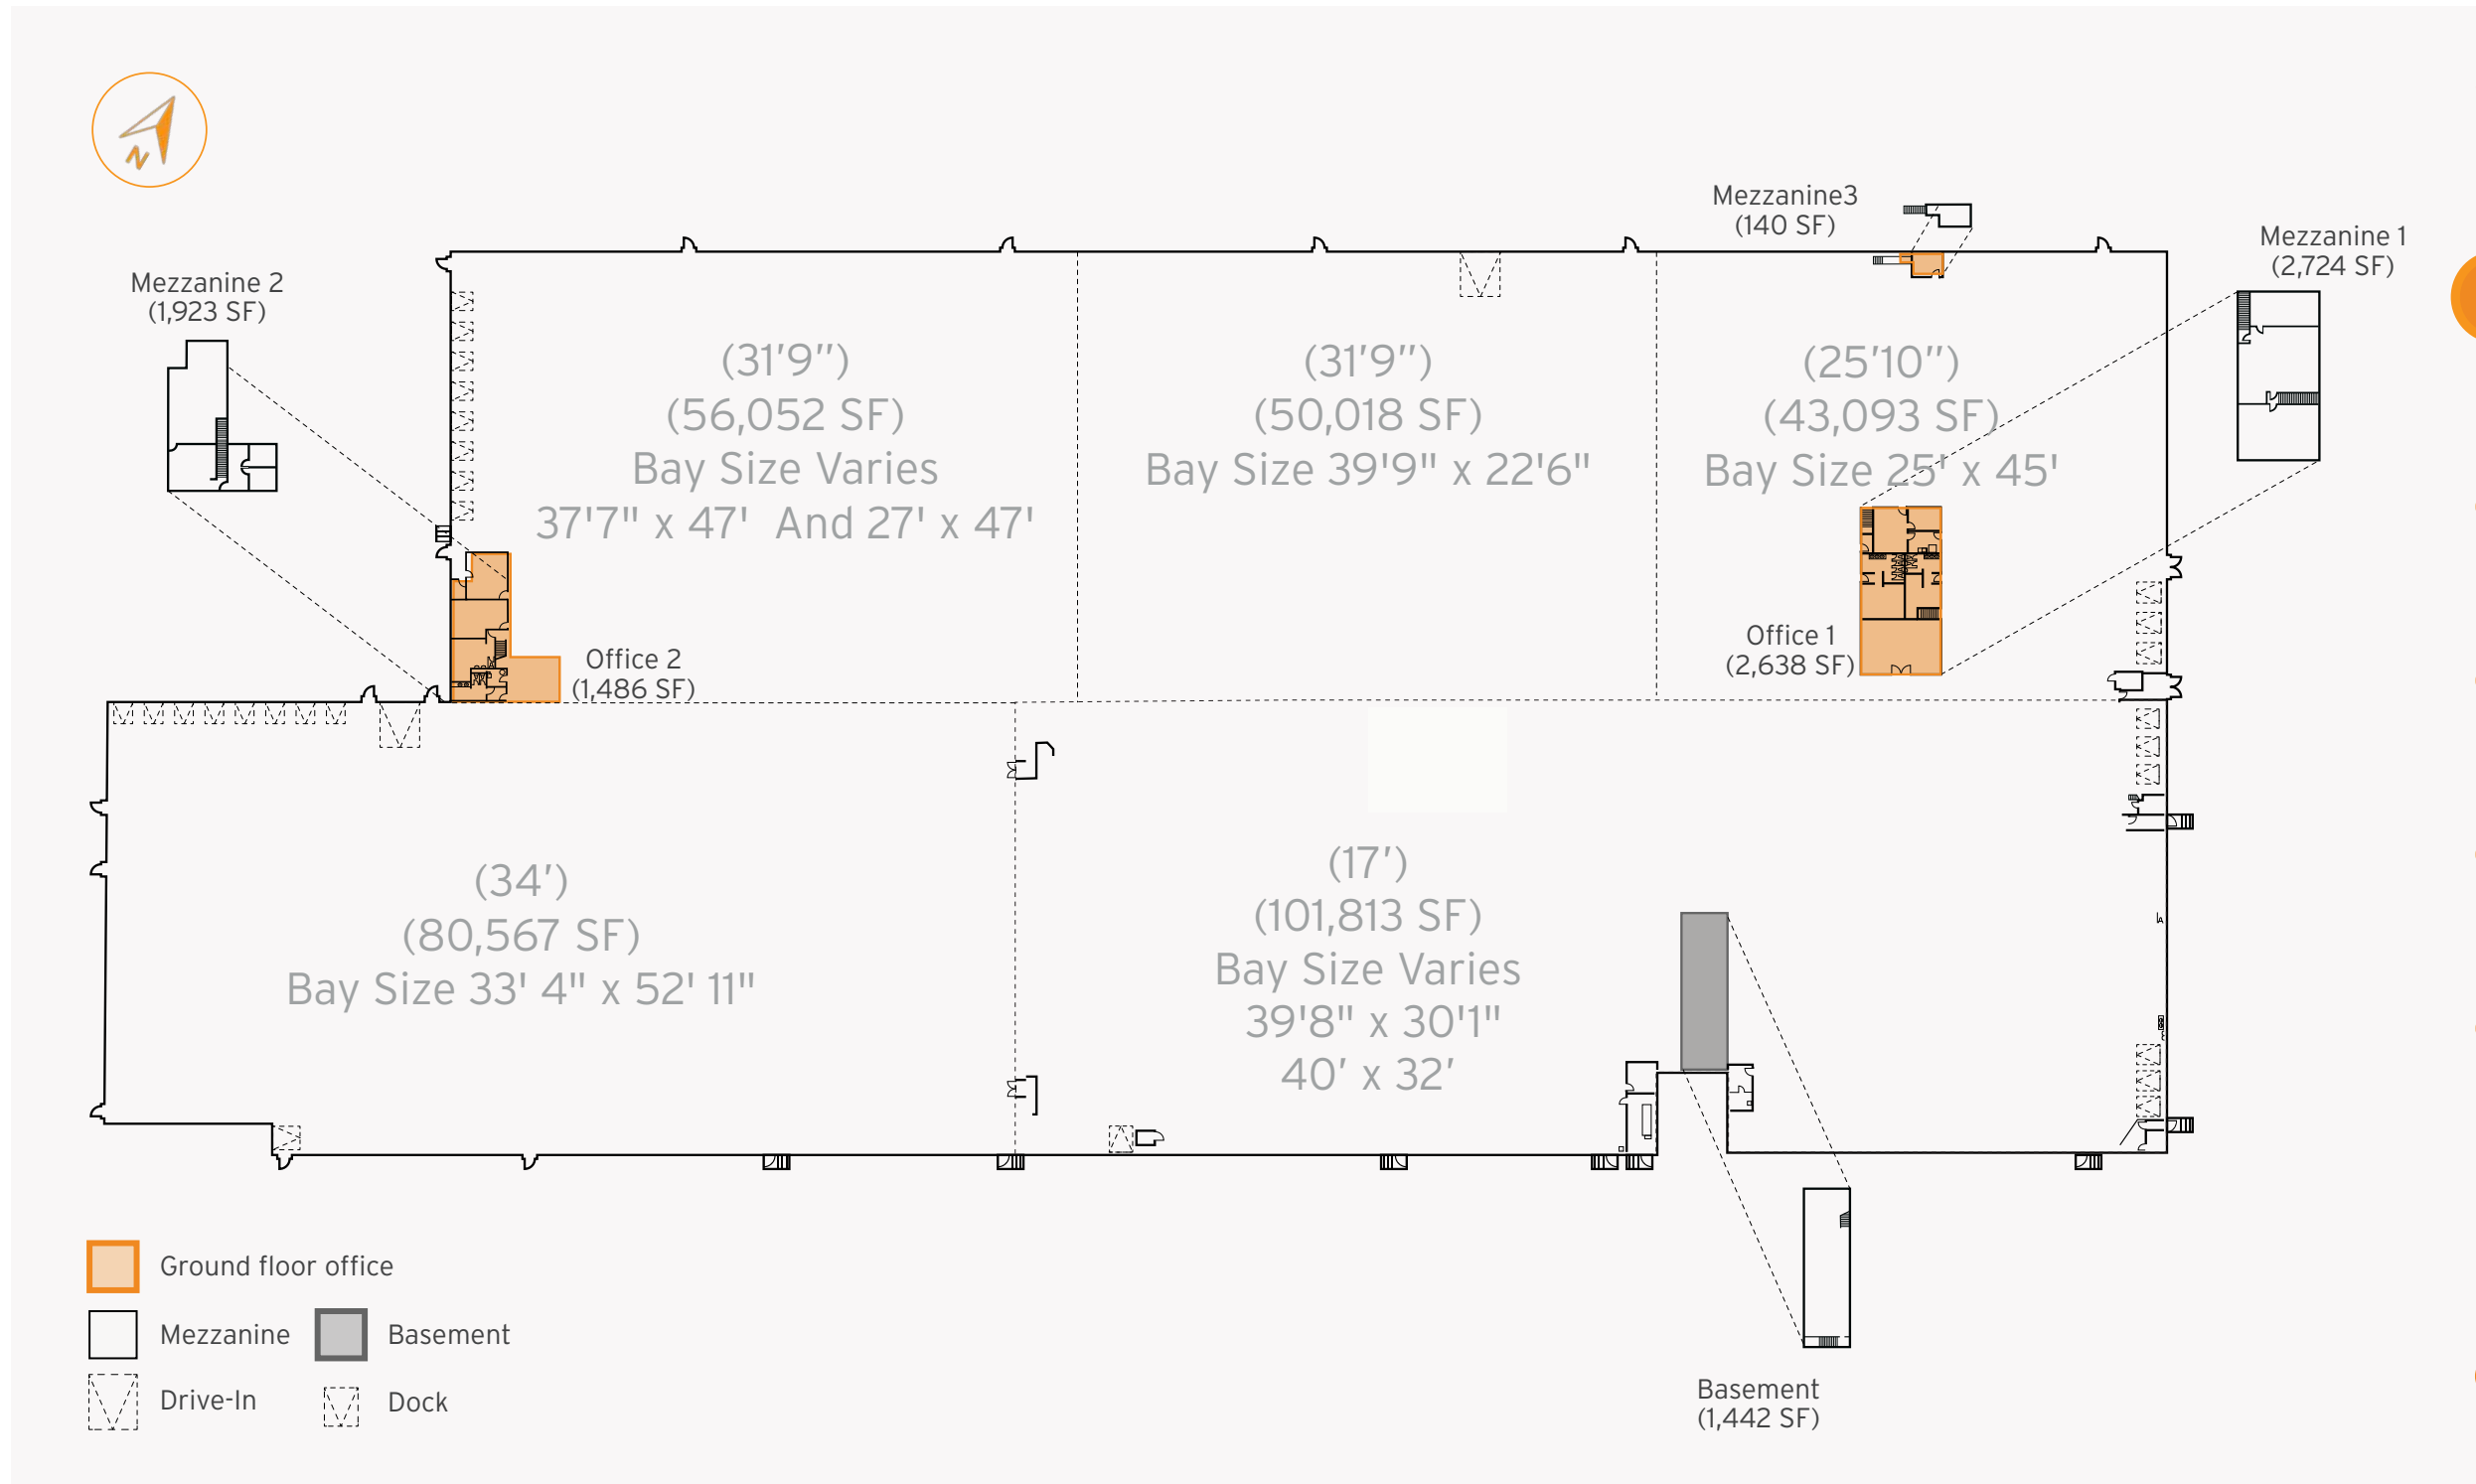 N
Mezzanine3
(140 SF)
Mezzanine 1
(2,724 SF)
Mezzanine 2
(1,923 SF)
(31'9")
(56,052 SF)
Bay Size Varies
37'7" x 47' And 27' x 47'
(31'9")
(50,018 SF)
Bay Size 39'9" x 22'6"
(25'10")
(43,093 SF)
Bay Size 25' x 45'
Office 1
(2,638 SF)
Office 2
(1,486 SF)
(34')
(80,567 SF)
Bay Size 33' 4" x 52' 11"
(17')
(101,813 SF)
Bay Size Varies
39'8" x 30'1"
40' x 32'
Ground floor office
Mezzanine
Basement
Drive-In
Dock
Basement
(1,442 SF)